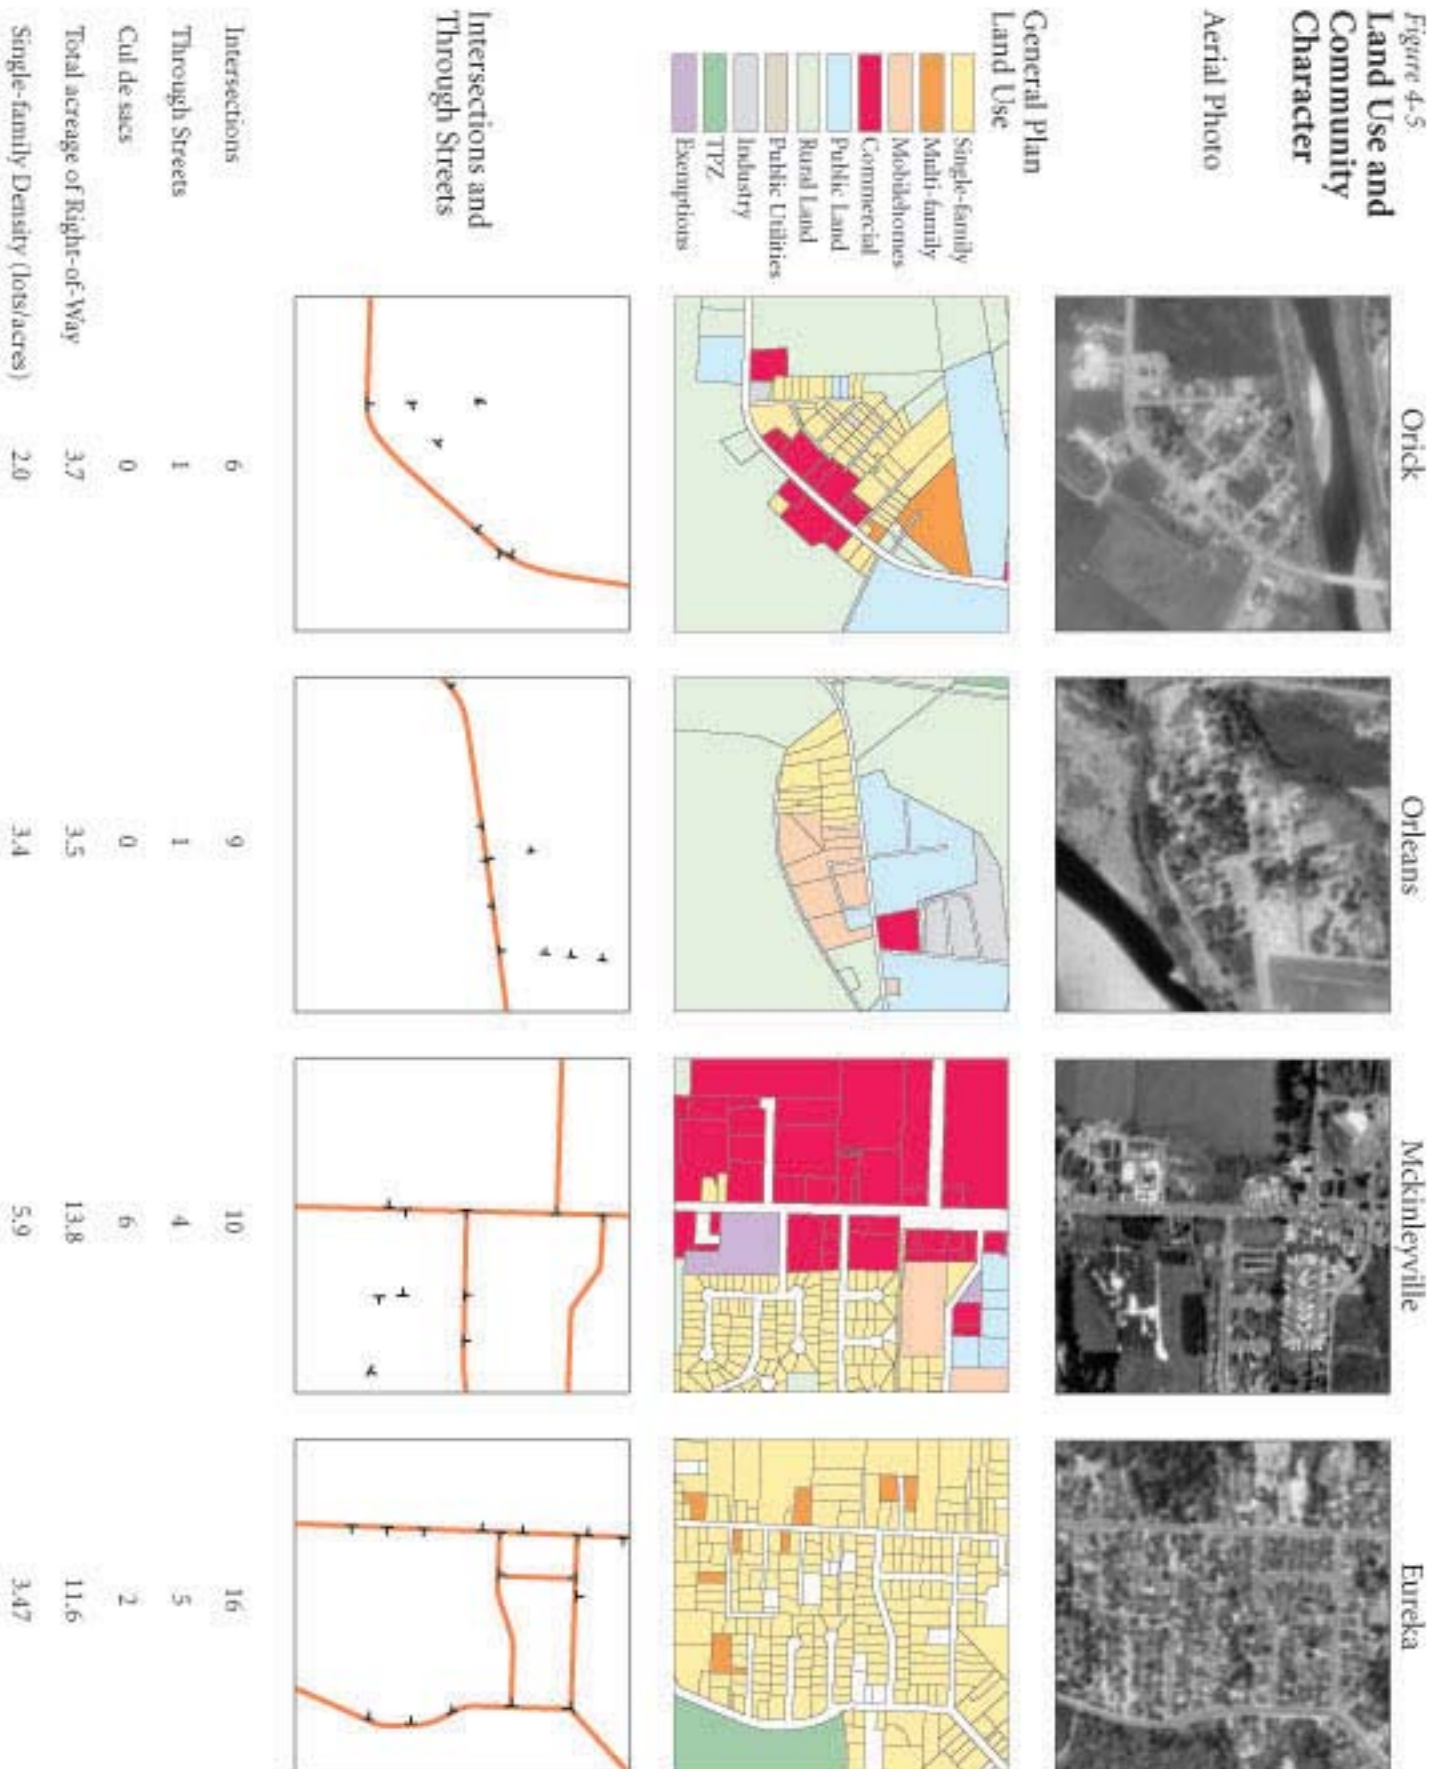 Figure 4-5
Land Use and
Community
Character
Orick Orleans Mckinleyville Eureka
Aerial Photo
General Plan
Land Use
Single-family
Multi-family
Mobilehomes
Commercial
Public Land
Rural Land
Public Utilities
Industry
TPZ
Exemptions
Intersections and
Through Streets
Intersections 6 9 10 16
Through Streets 1 1 4 5
Cul de sacs 0 0 6 2
Total acreage of Right-of-Way 3.7 3.5 13.8 11.6
Single-family Density (lots/acres) 2.0 3.4 5.9 3.47